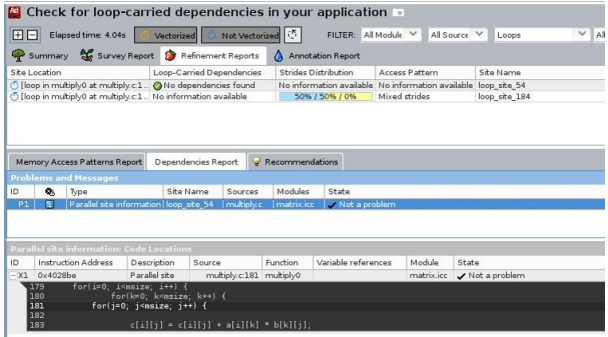 Check for loop-carried dependencies in your application
Elapsed time: 4.04s Vectorized Not Vectorized FILTER: All Module All Source Loops All
Summary Survey Report Refinement Reports Annotation Report
Site Location Loop-Carried Dependencies Strides Distribution Access Pattern Site Name
[loop in multiply0 at multiply.c:1... No dependencies found No information available No information available loop_site_54
[loop in multiply0 at multiply.c:1... No information available 50% / 50% / 0% Mixed strides loop_site_184
Memory Access Patterns Report Dependencies Report Recommendations
Problems and Messages
ID Type Site Name Sources Modules State
P1 Parallel site information loop_site_54 multiply.c matrix.icc Not a problem
Parallel site information: Code Locations
ID Instruction Address Description Source Function Variable references Module State
X1 0x4028be Parallel site multiply.c:181 multiply0 matrix.icc Not a problem
179 for(i=0; i<msize; i++) {
180 for(k=0; k<msize; k++) {
181 for(j=0; j<msize; j++) {
182
183 c[i][j] = c[i][j] + a[i][k] * b[k][j];